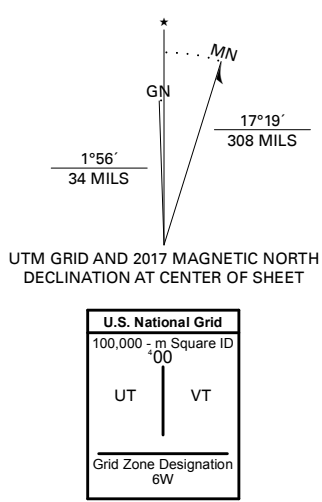 ★
MN
GN
1°56´
34 MILS
17°19´
308 MILS
UTM GRID AND 2017 MAGNETIC NORTH
DECLINATION AT CENTER OF SHEET
U.S. National Grid
100,000 - m Square ID
⁴00
UT VT
Grid Zone Designation
6W